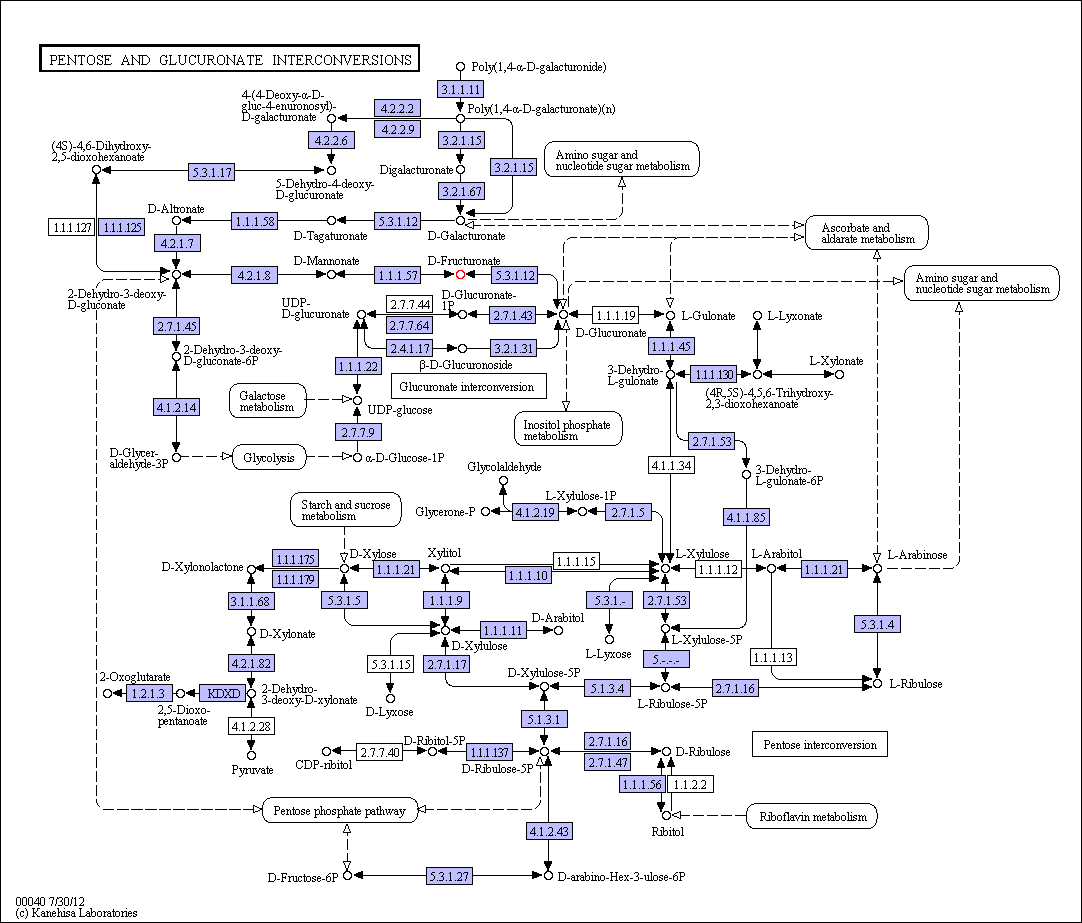 PENTOSE AND GLUCURONATE INTERCONVERSIONS
Poly(1,4-α-D-galacturonide)
3.1.1.11
4-(4-Deoxy-α-D-
gluc-4-enuronosyl)-
D-galacturonate
4.2.2.2
4.2.2.9
Poly(1,4-α-D-galacturonate)(n)
4.2.2.6
3.2.1.15
(4S)-4,6-Dihydroxy-
2,5-dioxohexanoate
5.3.1.17
5-Dehydro-4-deoxy-
D-glucuronate
Digalacturonate
3.2.1.15
3.2.1.67
Amino sugar and
nucleotide sugar metabolism
1.1.1.127
1.1.1.125
D-Altronate
1.1.1.58
D-Tagaturonate
5.3.1.12
D-Galacturonate
Ascorbate and
aldarate metabolism
4.2.1.7
4.2.1.8
D-Mannonate
1.1.1.57
D-Fructuronate
5.3.1.12
Amino sugar and
nucleotide sugar metabolism
2-Dehydro-3-deoxy-
D-gluconate
UDP-
D-glucuronate
2.7.7.44
2.7.7.64
D-Glucuronate-
1P
2.7.1.43
D-Glucuronate
1.1.1.19
L-Gulonate
L-Lyxonate
2.7.1.45
2.4.1.17
β-D-Glucuronoside
3.2.1.31
1.1.1.45
2-Dehydro-3-deoxy-
D-gluconate-6P
1.1.1.22
Glucuronate interconversion
3-Dehydro-
L-gulonate
1.1.1.130
L-Xylonate
(4R,5S)-4,5,6-Trihydroxy-
2,3-dioxohexanoate
4.1.2.14
Galactose
metabolism
UDP-glucose
Inositol phosphate
metabolism
2.7.7.9
2.7.1.53
D-Glycer-
aldehyde-3P
Glycolysis
α-D-Glucose-1P
4.1.1.34
3-Dehydro-
L-gulonate-6P
Glycolaldehyde
L-Xylulose-1P
Glycerone-P
4.1.2.19
2.7.1.5
4.1.1.85
Starch and sucrose
metabolism
D-Xylonolactone
1.1.1.175
1.1.1.179
D-Xylose
1.1.1.21
Xylitol
1.1.1.15
1.1.1.10
L-Xylulose
1.1.1.12
L-Arabitol
1.1.1.21
L-Arabinose
3.1.1.68
5.3.1.5
1.1.1.9
5.3.1.-
2.7.1.53
5.3.1.4
D-Xylonate
D-Xylulose
1.1.1.11
D-Arabitol
L-Xylulose-5P
L-Lyxose
4.2.1.82
5.3.1.15
2.7.1.17
5.-.-.-
1.1.1.13
2-Oxoglutarate
1.2.1.3
KDXD
2-Dehydro-
3-deoxy-D-xylonate
2,5-Dioxo-
pentanoate
D-Lyxose
D-Xylulose-5P
5.1.3.4
L-Ribulose-5P
2.7.1.16
L-Ribulose
4.1.2.28
5.1.3.1
Pyruvate
CDP-ribitol
2.7.7.40
D-Ribitol-5P
1.1.1.137
D-Ribulose-5P
2.7.1.16
2.7.1.47
D-Ribulose
Pentose interconversion
1.1.1.56
1.1.2.2
Pentose phosphate pathway
Ribitol
Riboflavin metabolism
4.1.2.43
D-Fructose-6P
5.3.1.27
D-arabino-Hex-3-ulose-6P
00040 7/30/12
(c) Kanehisa Laboratories